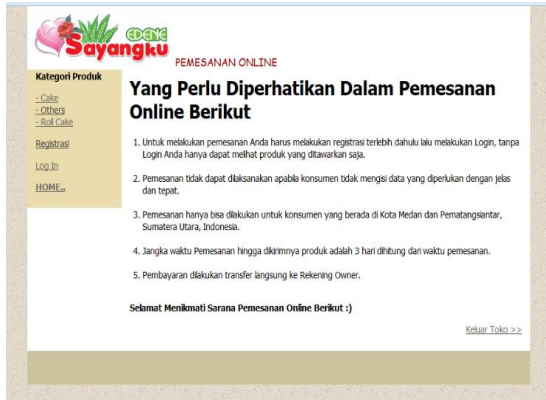 EDENE
Sayangku
PEMESANAN ONLINE
Kategori Produk
- Cake
- Others
- Rol Cake
Registrasi
Log In
HOME..
Yang Perlu Diperhatikan Dalam Pemesanan
Online Berikut
1. Untuk melakukan pemesanan Anda harus melakukan registrasi terlebih dahulu lalu melakukan Login, tanpa
Login Anda hanya dapat melihat produk yang ditawarkan saja.
2. Pemesanan tidak dapat dilaksanakan apabila konsumen tidak mengisi data yang diperlukan dengan jelas
dan tepat.
3. Pemesanan hanya bisa dilakukan untuk konsumen yang berada di Kota Medan dan Pematangsiantar,
Sumatera Utara, Indonesia.
4. Jangka waktu Pemesanan hingga dikirimnya produk adalah 3 hari dihitung dari waktu pemesanan.
5. Pembayaran dilakukan transfer langsung ke Rekening Owner.
Selamat Menikmati Sarana Pemesanan Online Berikut :)
Keluar Toko >>